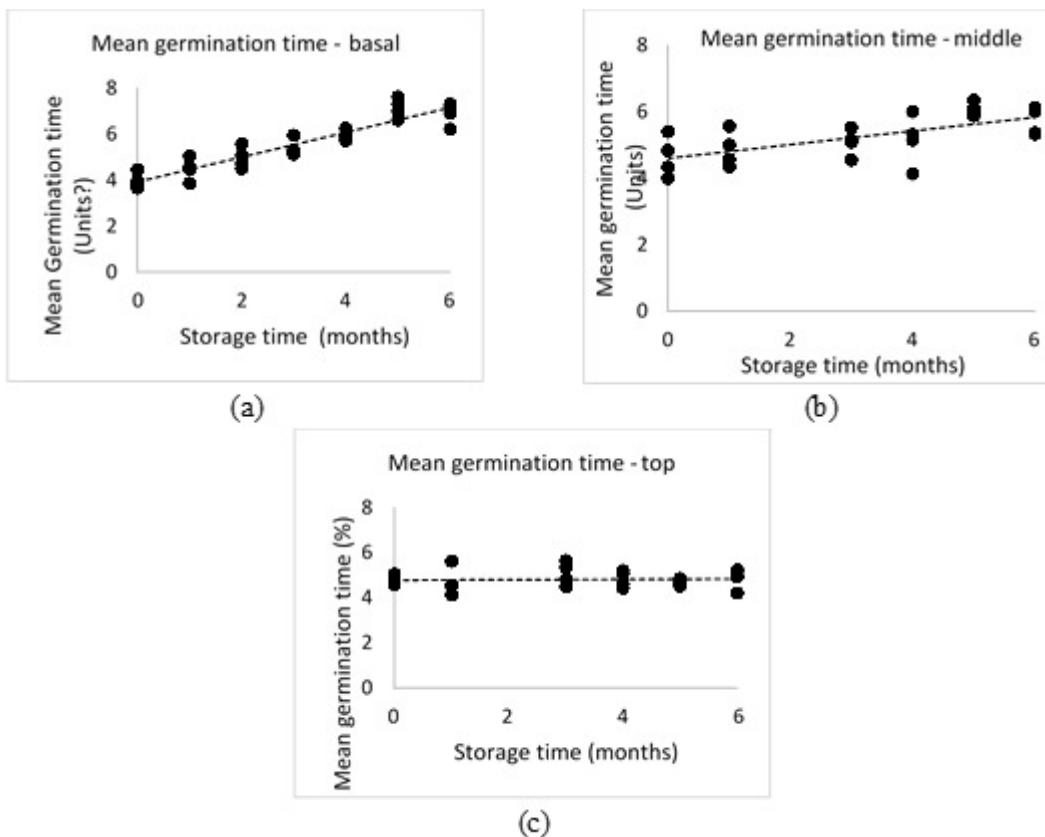 Mean germination time - basal
Mean Germination time
(Units?)
8
6
4
2
0
0 2 4 6
Storage time (months)
(a)
Mean germination time - middle
Mean germination time
(Units)
8
6
4
2
0
0 2 4 6
Storage time (months)
(b)
Mean germination time - top
Mean germination time (%)
8
6
4
2
0
0 2 4 6
Storage time (months)
(c)